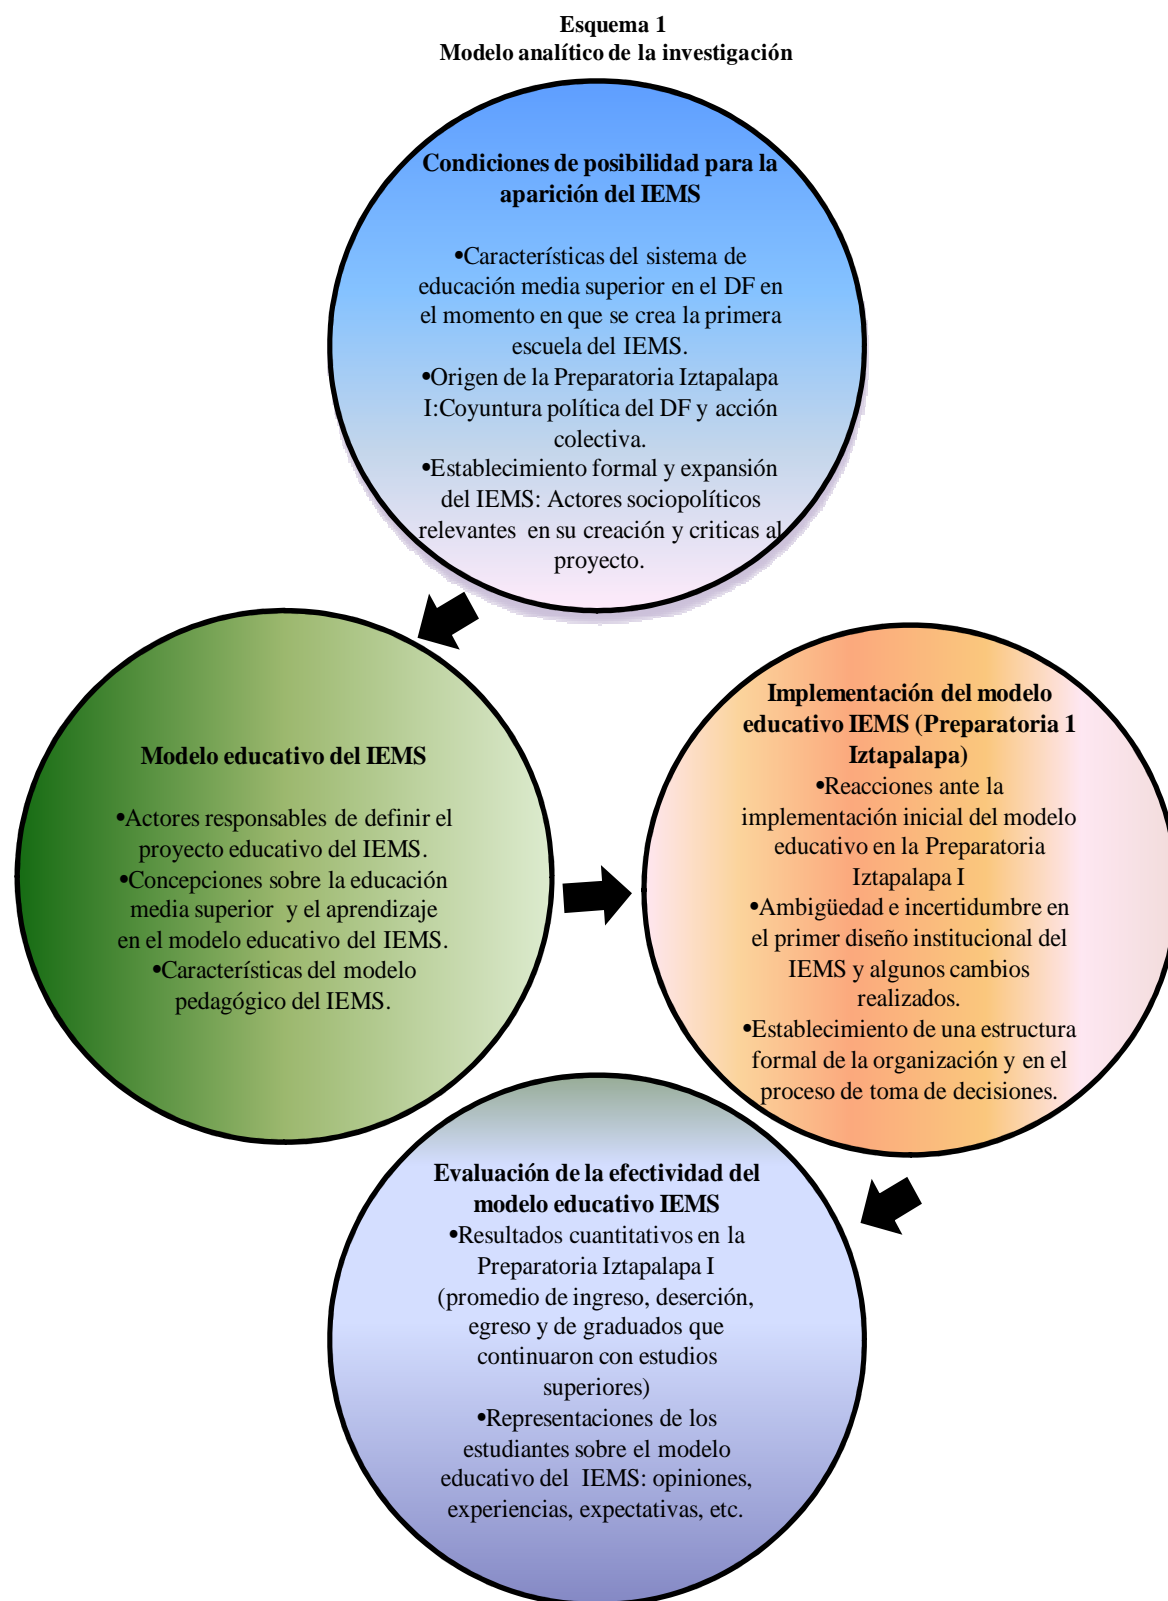 Esquema 1
Modelo analítico de la investigación
Condiciones de posibilidad para la
aparición del IEMS
•Características del sistema de
educación media superior en el DF en
el momento en que se crea la primera
escuela del IEMS.
•Origen de la Preparatoria Iztapalapa
I:Coyuntura política del DF y acción
colectiva.
•Establecimiento formal y expansión
del IEMS: Actores sociopolíticos
relevantes en su creación y criticas al
proyecto.
Modelo educativo del IEMS
•Actores responsables de definir el
proyecto educativo del IEMS.
•Concepciones sobre la educación
media superior y el aprendizaje
en el modelo educativo del IEMS.
•Características del modelo
pedagógico del IEMS.
Implementación del modelo
educativo IEMS (Preparatoria 1
Iztapalapa)
•Reacciones ante la
implementación inicial del modelo
educativo en la Preparatoria
Iztapalapa I
•Ambigüedad e incertidumbre en
el primer diseño institucional del
IEMS y algunos cambios
realizados.
•Establecimiento de una estructura
formal de la organización y en el
proceso de toma de decisiones.
Evaluación de la efectividad del
modelo educativo IEMS
•Resultados cuantitativos en la
Preparatoria Iztapalapa I
(promedio de ingreso, deserción,
egreso y de graduados que
continuaron con estudios
superiores)
•Representaciones de los
estudiantes sobre el modelo
educativo del IEMS: opiniones,
experiencias, expectativas, etc.